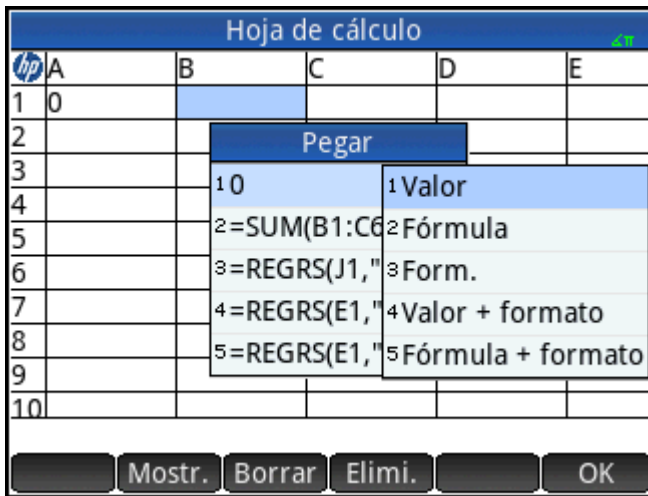 Hoja de cálculo
∡π
hp A B C D E
1 0
2
3
4
5
6
7
8
9
10
Pegar
1 0
2 =SUM(B1:C6
3 =REGRS(J1,"
4 =REGRS(E1,"
5 =REGRS(E1,"
1 Valor
2 Fórmula
3 Form.
4 Valor + formato
5 Fórmula + formato
Mostr. Borrar Elimi. OK